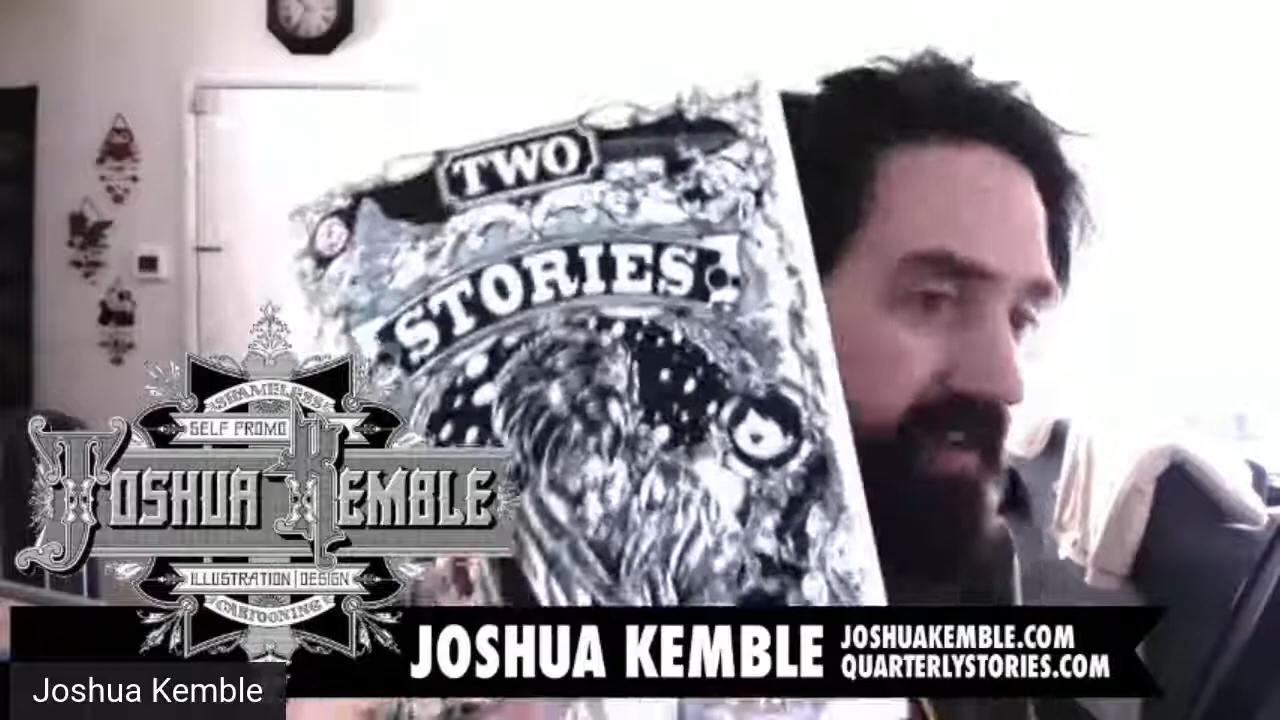 TWO
STORIES
SHAMELESS
SELF PROMO
JOSHUA KEMBLE
ILLUSTRATION | DESIGN
CARTOONING
JOSHUA KEMBLE
JOSHUAKEMBLE.COM
QUARTERLYSTORIES.COM
Joshua Kemble